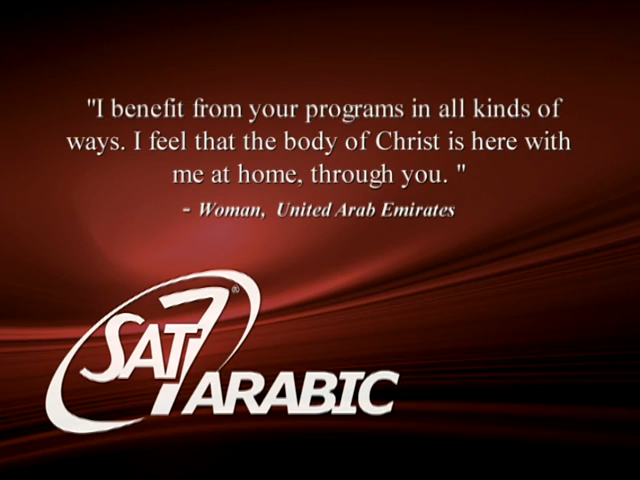 "I benefit from your programs in all kinds of
ways. I feel that the body of Christ is here with
me at home, through you. "
- Woman, United Arab Emirates
SAT7®
ARABIC